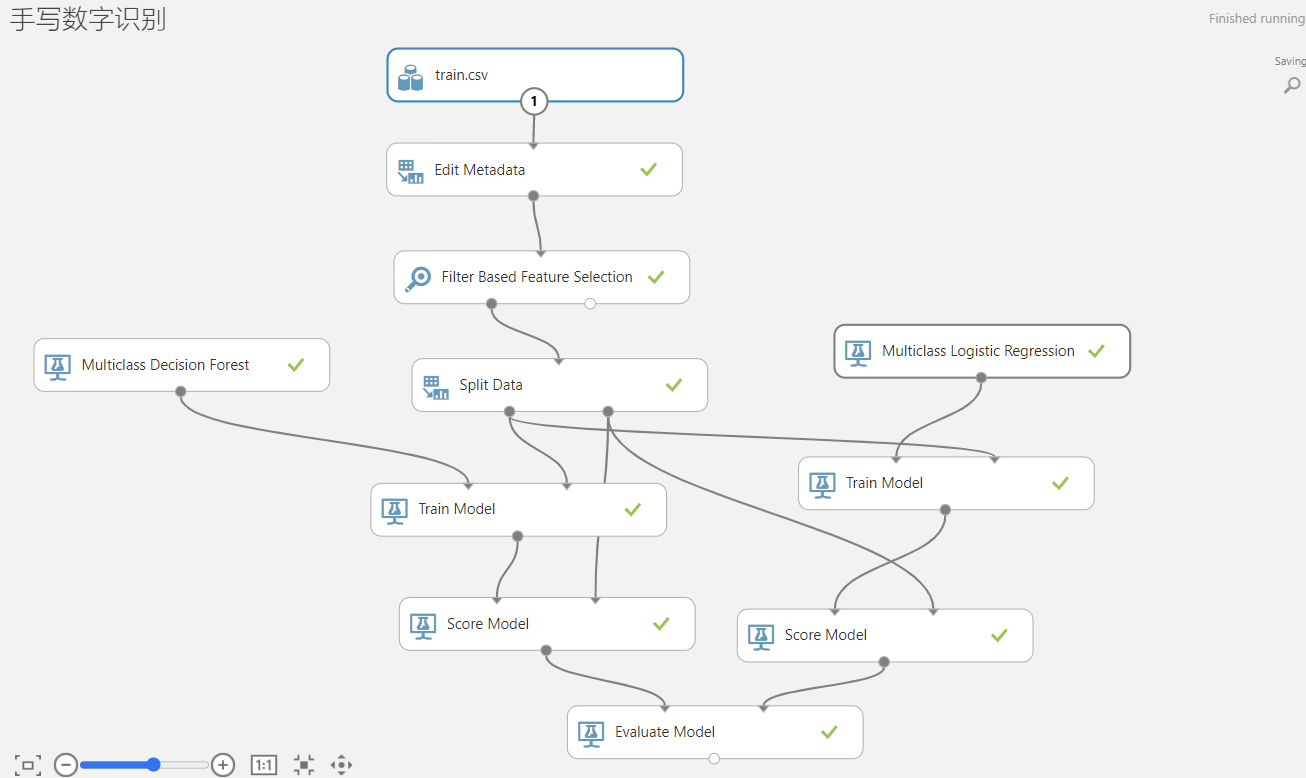 手写数字识别
Finished running
Saving
train.csv
1
Edit Metadata
Filter Based Feature Selection
Multiclass Decision Forest
Multiclass Logistic Regression
Split Data
Train Model
Train Model
Score Model
Score Model
Evaluate Model
1:1